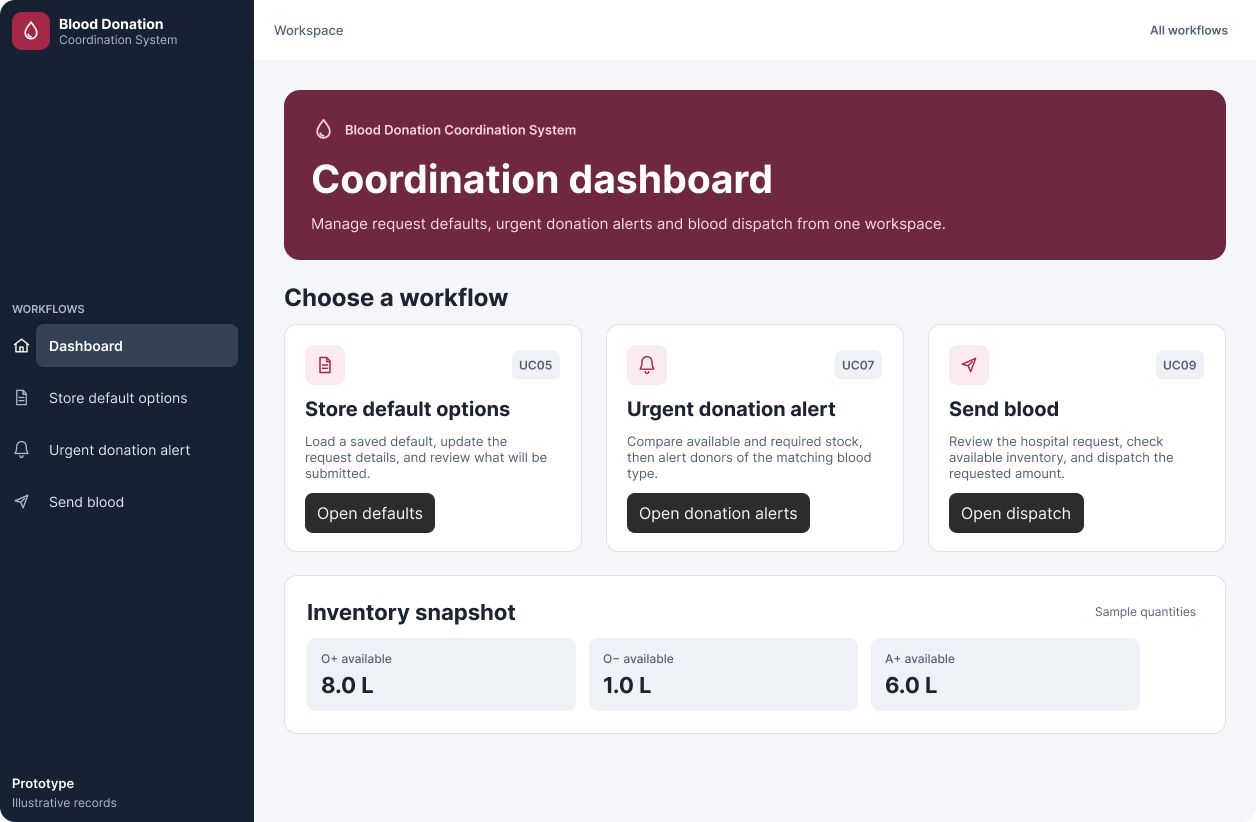 Blood Donation
Coordination System
WORKFLOWS
Dashboard
Store default options
Urgent donation alert
Send blood
Prototype
Illustrative records
Workspace
All workflows
Blood Donation Coordination System
Coordination dashboard
Manage request defaults, urgent donation alerts and blood dispatch from one workspace.
Choose a workflow
UC05
Store default options
Load a saved default, update the
request details, and review what will be
submitted.
Open defaults
UC07
Urgent donation alert
Compare available and required stock,
then alert donors of the matching blood
type.
Open donation alerts
UC09
Send blood
Review the hospital request, check
available inventory, and dispatch the
requested amount.
Open dispatch
Inventory snapshot
Sample quantities
O+ available
8.0 L
O− available
1.0 L
A+ available
6.0 L